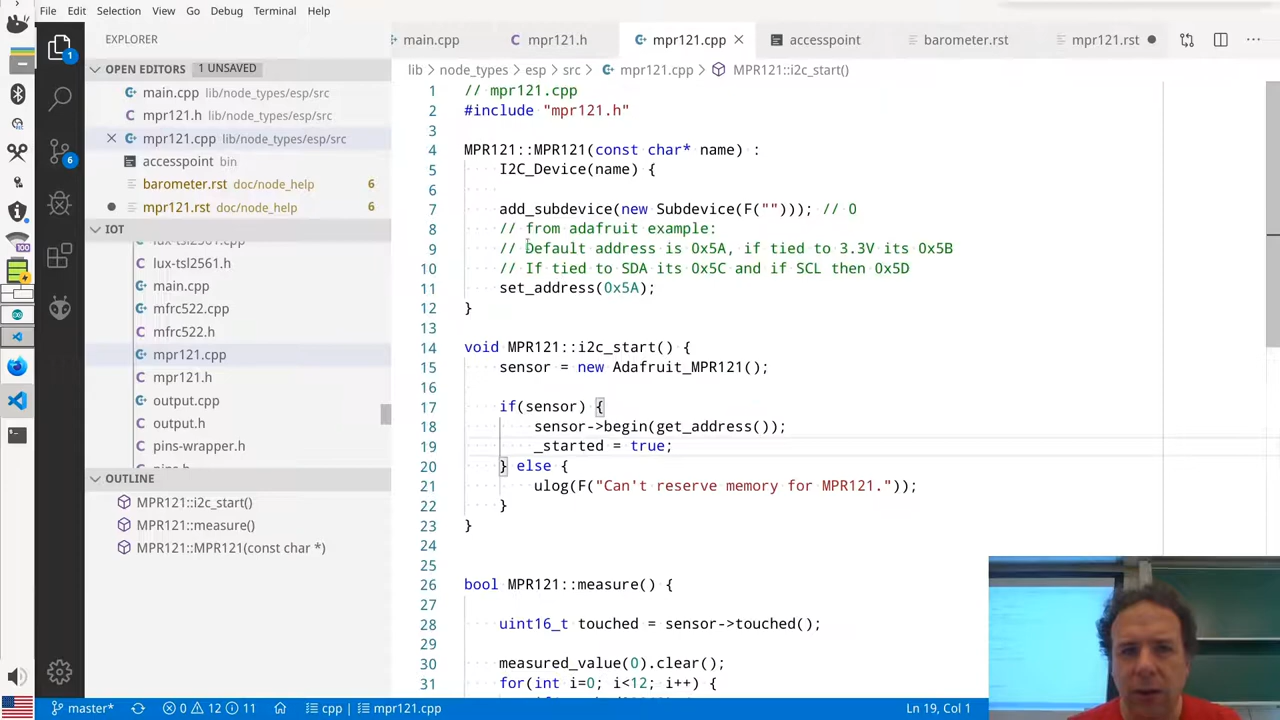 File Edit Selection View Go Debug Terminal Help
EXPLORER
OPEN EDITORS 1 UNSAVED
main.cpp lib/node_types/esp/src
mpr121.h lib/node_types/esp/src
mpr121.cpp lib/node_types/esp/src
accesspoint bin
barometer.rst doc/node_help 6
mpr121.rst doc/node_help 6
IOT
lux-tsl2561.cpp
lux-tsl2561.h
main.cpp
mfrc522.cpp
mfrc522.h
mpr121.cpp
mpr121.h
output.cpp
output.h
pins-wrapper.h
pins.h
OUTLINE
MPR121::i2c_start()
MPR121::measure()
MPR121::MPR121(const char *)
1
6
100
main.cpp mpr121.h mpr121.cpp accesspoint barometer.rst mpr121.rst
lib › node_types › esp › src › mpr121.cpp › MPR121::i2c_start()
1 // mpr121.cpp
2 #include "mpr121.h"
3
4 MPR121::MPR121(const char* name) :
5 I2C_Device(name) {
6
7 add_subdevice(new Subdevice(F(""))); // 0
8 // from adafruit example:
9 // Default address is 0x5A, if tied to 3.3V its 0x5B
10 // If tied to SDA its 0x5C and if SCL then 0x5D
11 set_address(0x5A);
12 }
13
14 void MPR121::i2c_start() {
15 sensor = new Adafruit_MPR121();
16
17 if(sensor) {
18 sensor->begin(get_address());
19 _started = true;
20 } else {
21 ulog(F("Can't reserve memory for MPR121."));
22 }
23 }
24
25
26 bool MPR121::measure() {
27
28 uint16_t touched = sensor->touched();
29
30 measured_value(0).clear();
31 for(int i=0; i<12; i++) {
master* 0 12 11 cpp | mpr121.cpp Ln 19, Col 1